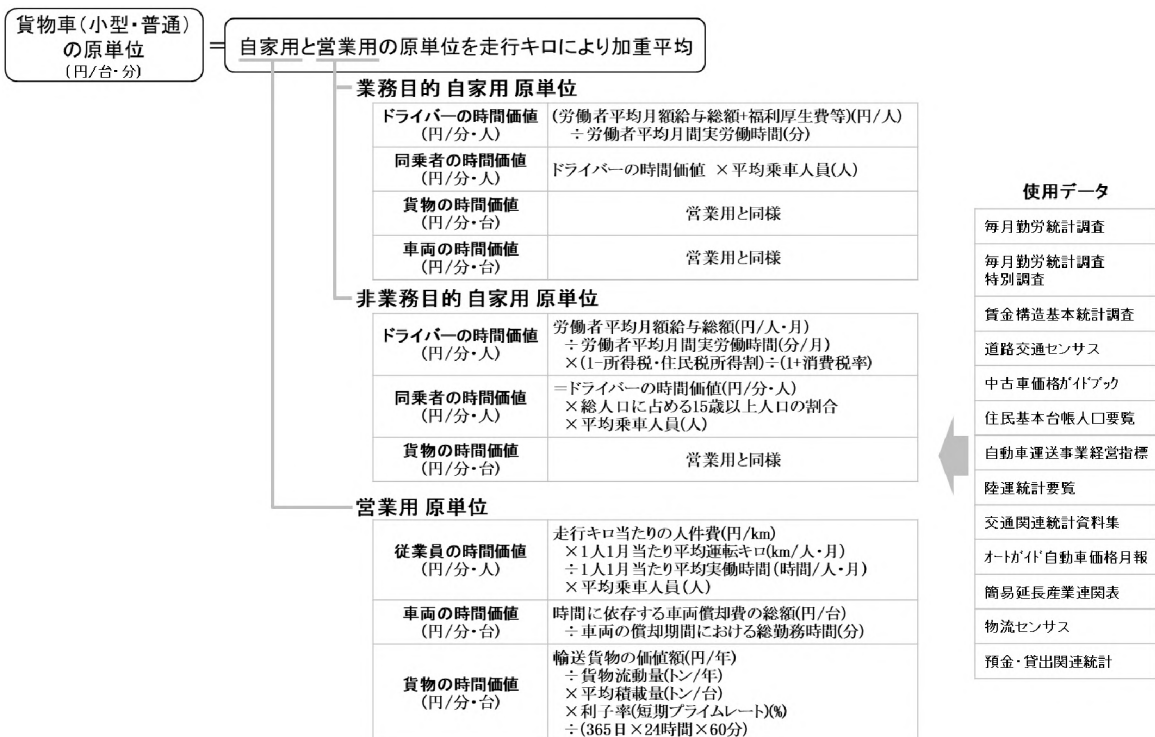 貨物車(小型・普通)
の原単位
(円/台・分)
=
自家用と営業用の原単位を走行キロにより加重平均
業務目的 自家用 原単位
ドライバーの時間価値
(円/分・人)
(労働者平均月額給与総額+福利厚生費等)(円/人)
÷労働者平均月間実労働時間(分)
同乗者の時間価値
(円/分・人)
ドライバーの時間価値 ×平均乗車人員(人)
貨物の時間価値
(円/分・台)
営業用と同様
車両の時間価値
(円/分・台)
営業用と同様
非業務目的 自家用 原単位
ドライバーの時間価値
(円/分・人)
労働者平均月額給与総額(円/人・月)
÷労働者平均月間実労働時間(分/月)
×(1-所得税・住民税所得割)÷(1+消費税率)
同乗者の時間価値
(円/分・人)
=ドライバーの時間価値(円/分・人)
×総人口に占める15歳以上人口の割合
×平均乗車人員(人)
貨物の時間価値
(円/分・台)
営業用と同様
営業用 原単位
従業員の時間価値
(円/分・人)
走行キロ当たりの人件費(円/km)
×1人1月当たり平均運転キロ(km/人・月)
÷1人1月当たり平均実働時間(時間/人・月)
×平均乗車人員(人)
車両の時間価値
(円/分・台)
時間に依存する車両償却費の総額(円/台)
÷車両の償却期間における総勤務時間(分)
貨物の時間価値
(円/分・台)
輸送貨物の価値額(円/年)
÷貨物流動量(トン/年)
×平均積載量(トン/台)
×利子率(短期プライムレート)(%)
÷(365日×24時間×60分)
使用データ
毎月勤労統計調査
毎月勤労統計調査
特別調査
賃金構造基本統計調査
道路交通センサス
中古車価格ガイドブック
住民基本台帳人口要覧
自動車運送事業経営指標
陸運統計要覧
交通関連統計資料集
オートガイド自動車価格月報
簡易延長産業連関表
物流センサス
預金・貸出関連統計